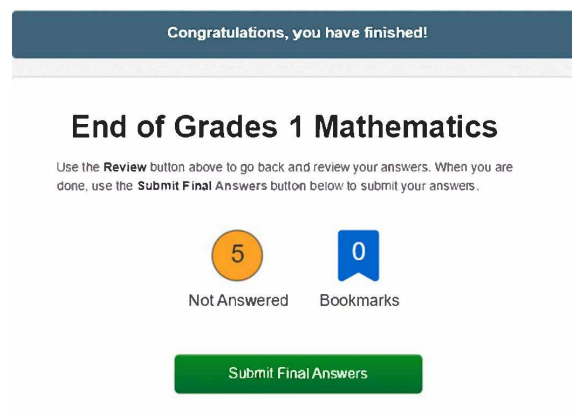 Congratulations, you have finished!
End of Grades 1 Mathematics
Use the Review button above to go back and review your answers. When you are
done, use the Submit Final Answers button below to submit your answers.
5
0
Not Answered
Bookmarks
Submit Final Answers